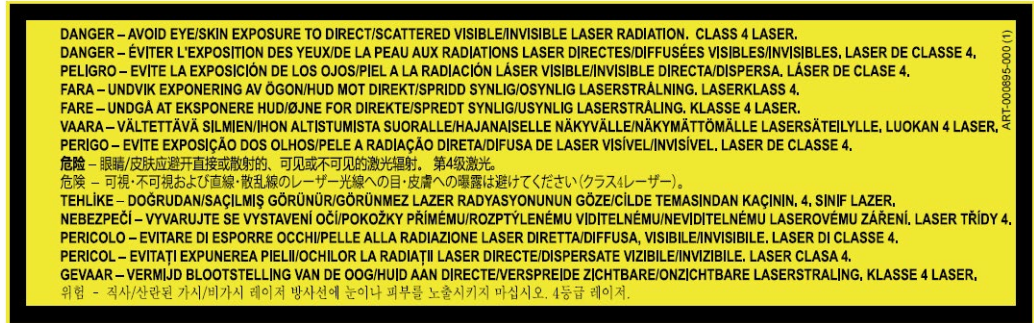 DANGER – AVOID EYE/SKIN EXPOSURE TO DIRECT/SCATTERED VISIBLE/INVISIBLE LASER RADIATION. CLASS 4 LASER.
DANGER – ÉVITER L'EXPOSITION DES YEUX/DE LA PEAU AUX RADIATIONS LASER DIRECTES/DIFFUSÉES VISIBLES/INVISIBLES. LASER DE CLASSE 4.
PELIGRO – EVITE LA EXPOSICIÓN DE LOS OJOS/PIEL A LA RADIACIÓN LÁSER VISIBLE/INVISIBLE DIRECTA/DISPERSA. LÁSER DE CLASE 4.
FARA – UNDVIK EXPONERING AV ÖGON/HUD MOT DIREKT/SPRIDD SYNLIG/OSYNLIG LASERSTRÅLNING. LASERKLASS 4.
FARE – UNDGÅ AT EKSPONERE HUD/ØJNE FOR DIREKTE/SPREDT SYNLIG/USYNLIG LASERSTRÅLING. KLASSE 4 LASER.
VAARA – VÄLTETTÄVÄ SILMIEN/IHON ALTISTUMISTA SUORALLE/HAJANAISELLE NÄKYVÄLLE/NÄKYMÄTTÖMÄLLE LASERSÄTEILYLLE. LUOKAN 4 LASER.
PERIGO – EVITE EXPOSIÇÃO DOS OLHOS/PELE A RADIAÇÃO DIRETA/DIFUSA DE LASER VISÍVEL/INVISÍVEL. LASER DE CLASSE 4.
危险 – 眼睛/皮肤应避开直接或散射的、可见或不可见的激光辐射。 第4级激光。
危険 – 可視・不可視および直線・散乱線のレーザー光線への目・皮膚への曝露は避けてください（クラス4レーザー）。
TEHLİKE – DOĞRUDAN/SAÇILMIŞ GÖRÜNÜR/GÖRÜNMEZ LAZER RADYASYONUNUN GÖZE/CİLDE TEMASINDAN KAÇININ. 4. SINIF LAZER.
NEBEZPEČÍ – VYVARUJTE SE VYSTAVENÍ OČÍ/POKOŽKY PŘÍMÉMU/ROZPTÝLENÉMU VIDITELNÉMU/NEVIDITELNÉMU LASEROVÉMU ZÁŘENÍ. LASER TŘÍDY 4.
PERICOLO – EVITARE DI ESPORRE OCCHI/PELLE ALLA RADIAZIONE LASER DIRETTA/DIFFUSA, VISIBILE/INVISIBILE. LASER DI CLASSE 4.
PERICOL – EVITAȚI EXPUNEREA PIELII/OCHILOR LA RADIAȚII LASER DIRECTE/DISPERSATE VIZIBILE/INVIZIBILE. LASER CLASA 4.
GEVAAR – VERMIJD BLOOTSTELLING VAN DE OOG/HUID AAN DIRECTE/VERSPREIDE ZICHTBARE/ONZICHTBARE LASERSTRALING. KLASSE 4 LASER.
위험 - 직사/산란된 가시/비가시 레이저 방사선에 눈이나 피부를 노출시키지 마십시오. 4등급 레이저.
ART-000895-000 (1)